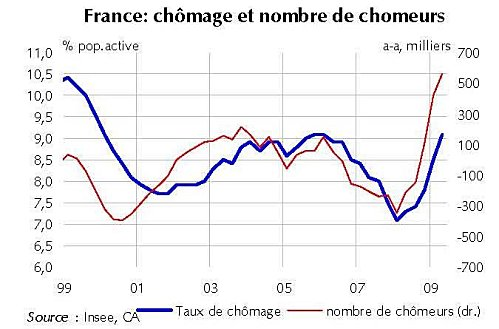 France: chômage et nombre de chomeurs
% pop.active a-a, milliers
11,0 700
10,5 500
10,0
9,5 300
9,0
8,5 100
8,0 -100
7,5 -300
7,0
6,5 -500
6,0 -700
99 01 03 05 07 09
Source : Insee, CA Taux de chômage nombre de chômeurs (dr.)